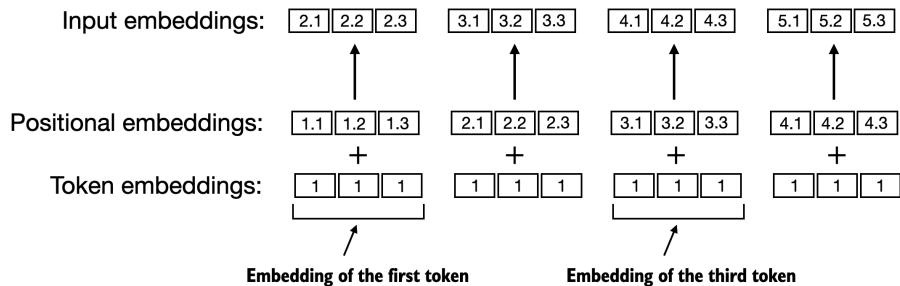 Input embeddings: 2.1 2.2 2.3 3.1 3.2 3.3 4.1 4.2 4.3 5.1 5.2 5.3
Positional embeddings: 1.1 1.2 1.3 2.1 2.2 2.3 3.1 3.2 3.3 4.1 4.2 4.3
+ + + +
Token embeddings: 1 1 1 1 1 1 1 1 1 1 1 1
Embedding of the first token Embedding of the third token